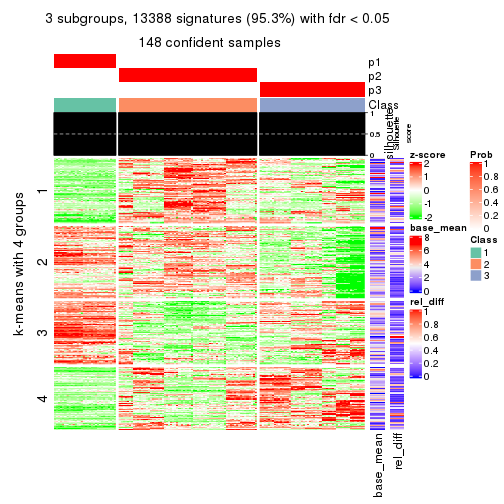 3 subgroups, 13388 signatures (95.3%) with fdr < 0.05
148 confident samples
p1
p2
p3
Class
1
0.5
0
silhouette
Silhouette
score
k-means with 4 groups
1
2
3
4
base_mean
rel_diff
z-score
2
1
0
-1
-2
base_mean
8
6
4
2
0
rel_diff
1
0.8
0.6
0.4
0.2
0
Prob
1
0.8
0.6
0.4
0.2
0
Class
1
2
3